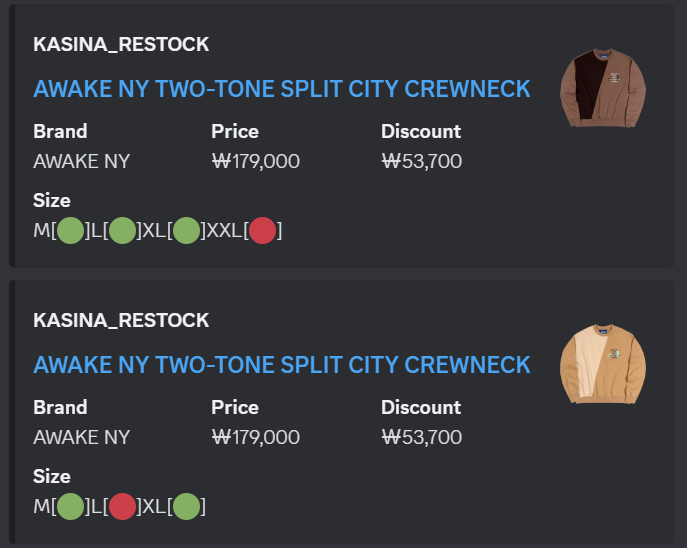 KASINA_RESTOCK
AWAKE NY TWO-TONE SPLIT CITY CREWNECK
Brand Price Discount
AWAKE NY ₩179,000 ₩53,700
Size
M[🟢]L[🟢]XL[🟢]XXL[🔴]
KASINA_RESTOCK
AWAKE NY TWO-TONE SPLIT CITY CREWNECK
Brand Price Discount
AWAKE NY ₩179,000 ₩53,700
Size
M[🟢]L[🔴]XL[🟢]